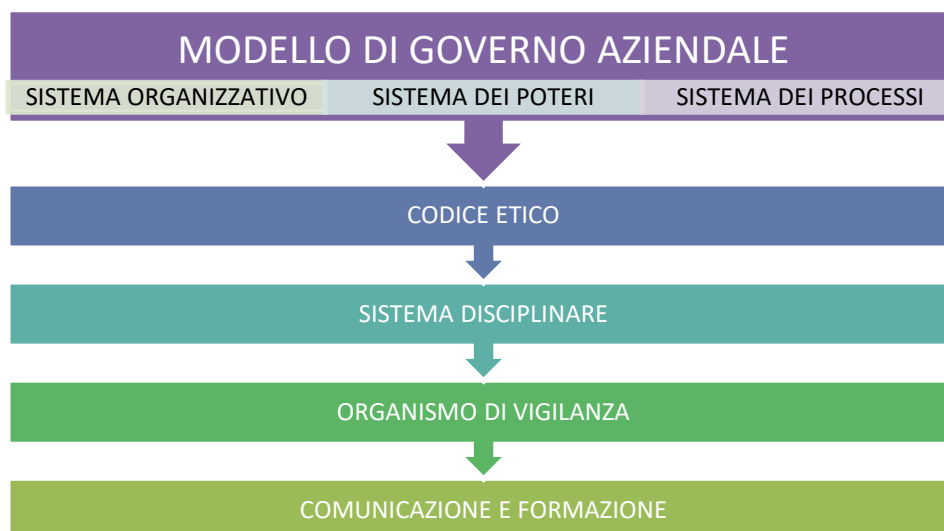 MODELLO DI GOVERNO AZIENDALE
SISTEMA ORGANIZZATIVO SISTEMA DEI POTERI SISTEMA DEI PROCESSI
CODICE ETICO
SISTEMA DISCIPLINARE
ORGANISMO DI VIGILANZA
COMUNICAZIONE E FORMAZIONE